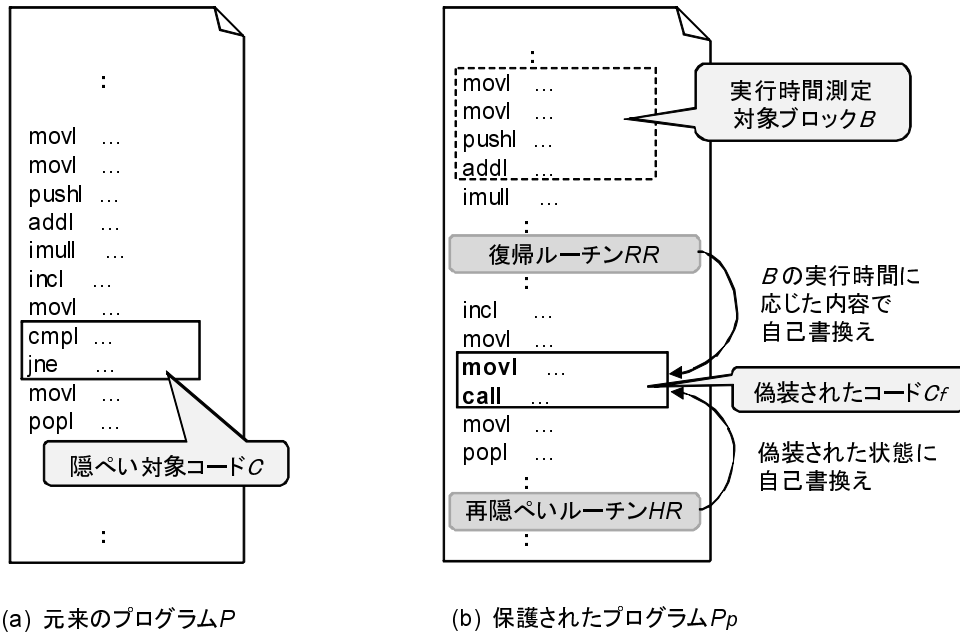 :
movl …
movl …
pushl …
addl …
imull …
incl …
movl …
cmpl …
jne …
movl …
popl …
隠ぺい対象コードC
:
(a) 元来のプログラムP
:
movl …
movl …
pushl …
addl …
imull …
実行時間測定
対象ブロックB
:
復帰ルーチンRR
:
Bの実行時間に
応じた内容で
自己書換え
incl …
movl …
movl …
call …
偽装されたコードCf
movl …
popl …
偽装された状態に
自己書換え
:
再隠ぺいルーチンHR
:
(b) 保護されたプログラムPp